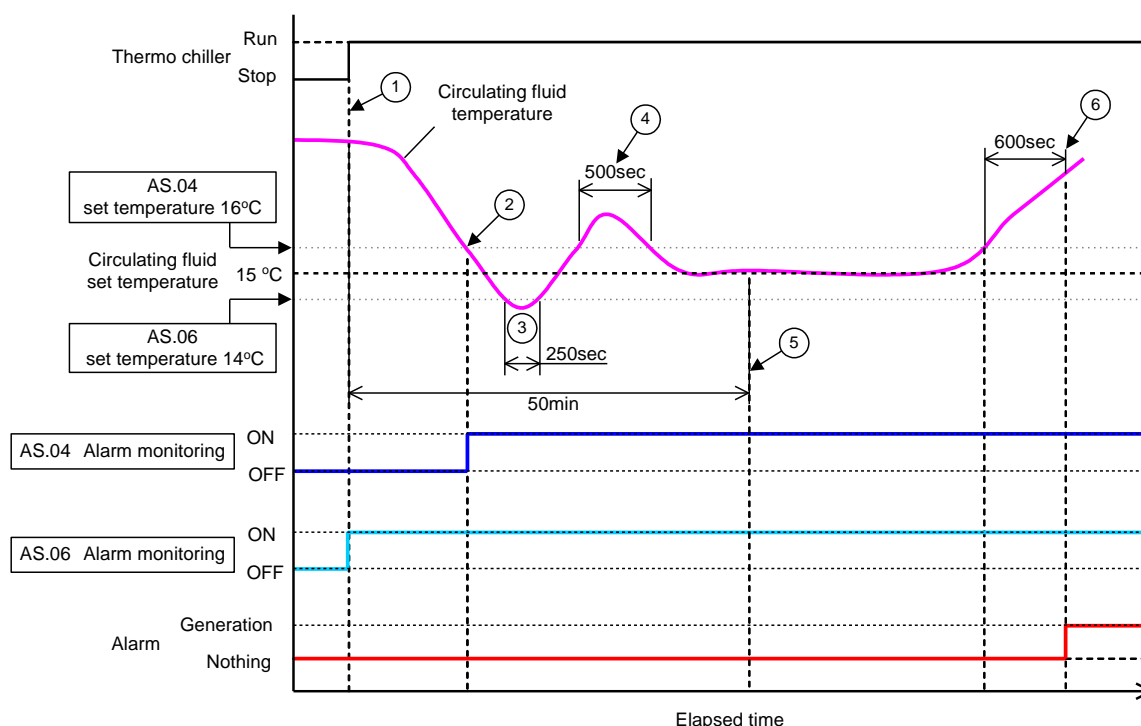 Run
Thermo chiller
Stop
1
Circulating fluid
temperature
4
6
600sec
500sec
AS.04
set temperature 16°C
2
Circulating fluid
set temperature
15 °C
AS.06
set temperature 14°C
3
250sec
5
50min
ON
AS.04 Alarm monitoring
OFF
ON
AS.06 Alarm monitoring
OFF
Generation
Alarm
Nothing
Elapsed time